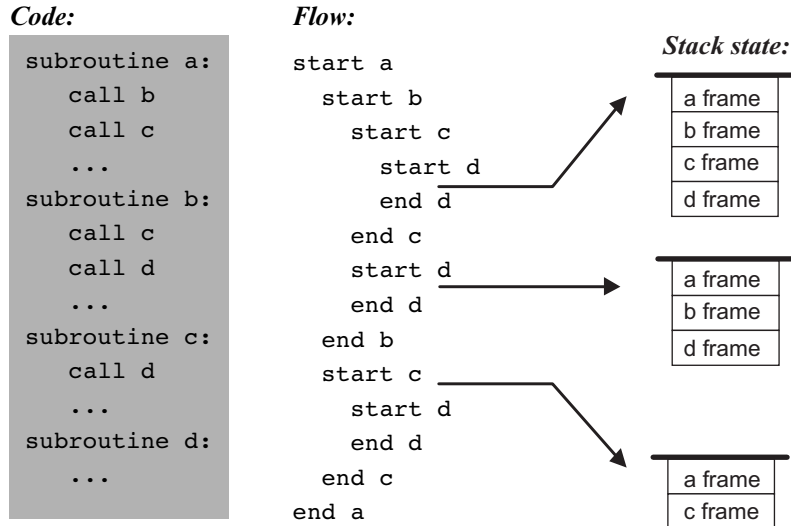 Code:
subroutine a:
call b
call c
...
subroutine b:
call c
call d
...
subroutine c:
call d
...
subroutine d:
...
Flow:
start a
start b
start c
start d
end d
end c
start d
end d
end b
start c
start d
end d
end c
end a
Stack state:
a frame
b frame
c frame
d frame
a frame
b frame
d frame
a frame
c frame